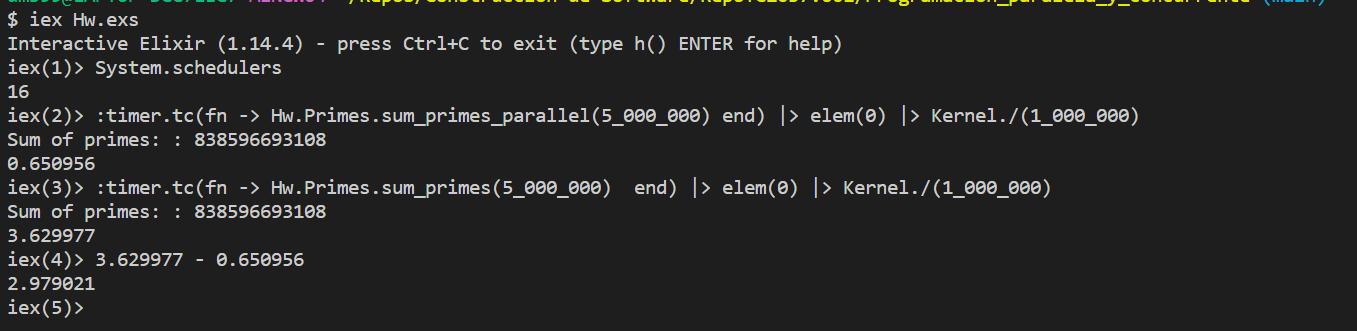 $ iex Hw.exs
Interactive Elixir (1.14.4) - press Ctrl+C to exit (type h() ENTER for help)
iex(1)> System.schedulers
16
iex(2)> :timer.tc(fn -> Hw.Primes.sum_primes_parallel(5_000_000) end) |> elem(0) |> Kernel./(1_000_000)
Sum of primes: : 838596693108
0.650956
iex(3)> :timer.tc(fn -> Hw.Primes.sum_primes(5_000_000)  end) |> elem(0) |> Kernel./(1_000_000)
Sum of primes: : 838596693108
3.629977
iex(4)> 3.629977 - 0.650956
2.979021
iex(5)>